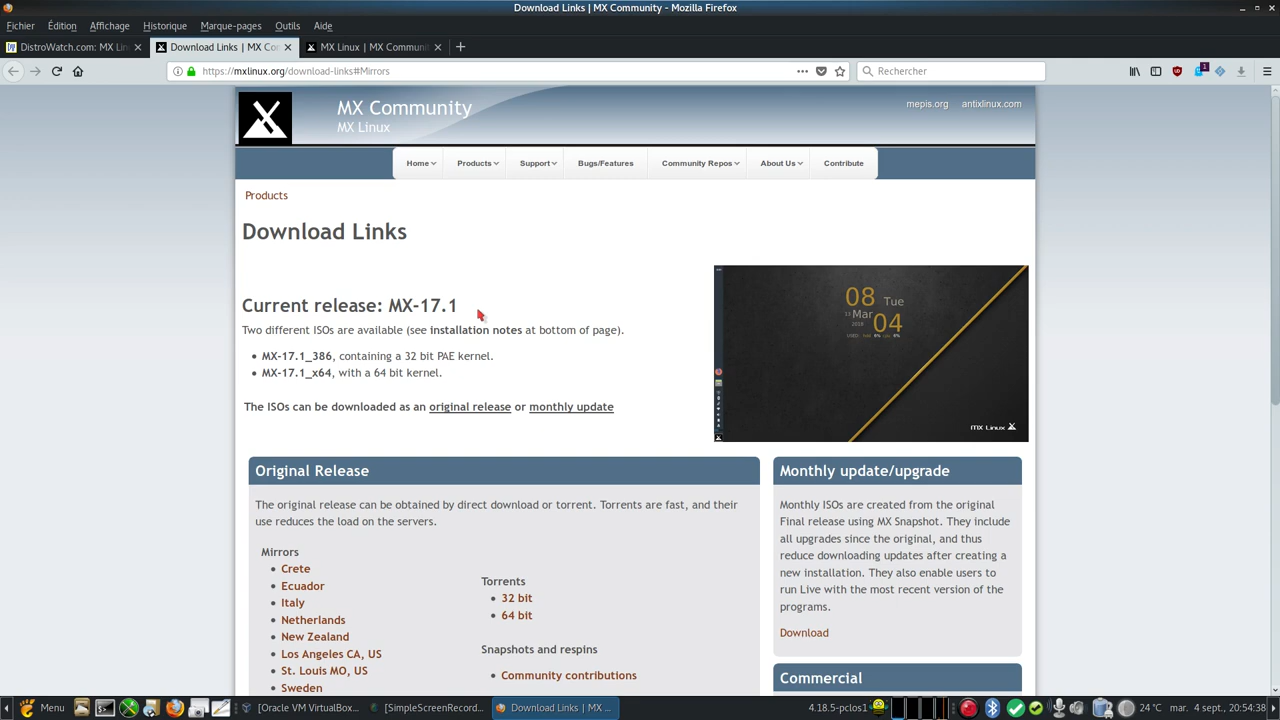 Download Links | MX Community - Mozilla Firefox
Fichier Édition Affichage Historique Marque-pages Outils Aide
DistroWatch.com: MX Lin
Download Links | MX Co
MX Linux | MX Communit
https://mxlinux.org/download-links#Mirrors
Rechercher
1
MX Community
MX Linux
mepis.org antixlinux.com
Home Products Support Bugs/Features Community Repos About Us Contribute
Products
Download Links
Current release: MX-17.1
Two different ISOs are available (see installation notes at bottom of page).
MX-17.1_386, containing a 32 bit PAE kernel.
MX-17.1_x64, with a 64 bit kernel.
The ISOs can be downloaded as an original release or monthly update
08 Tue
Mar
2018
04
MX Linux
Original Release
The original release can be obtained by direct download or torrent. Torrents are fast, and their
use reduces the load on the servers.
Mirrors
Crete
Ecuador
Italy
Netherlands
New Zealand
Los Angeles CA, US
St. Louis MO, US
Sweden
Torrents
32 bit
64 bit
Snapshots and respins
Community contributions
Monthly update/upgrade
Monthly ISOs are created from the original
Final release using MX Snapshot. They include
all upgrades since the original, and thus
reduce downloading updates after creating a
new installation. They also enable users to
run Live with the most recent version of the
programs.
Download
Commercial
Menu
[Oracle VM VirtualBox...
[SimpleScreenRecord...
Download Links | MX ...
4.18.5-pclos1
24 °C mar. 4 sept., 20:54:38